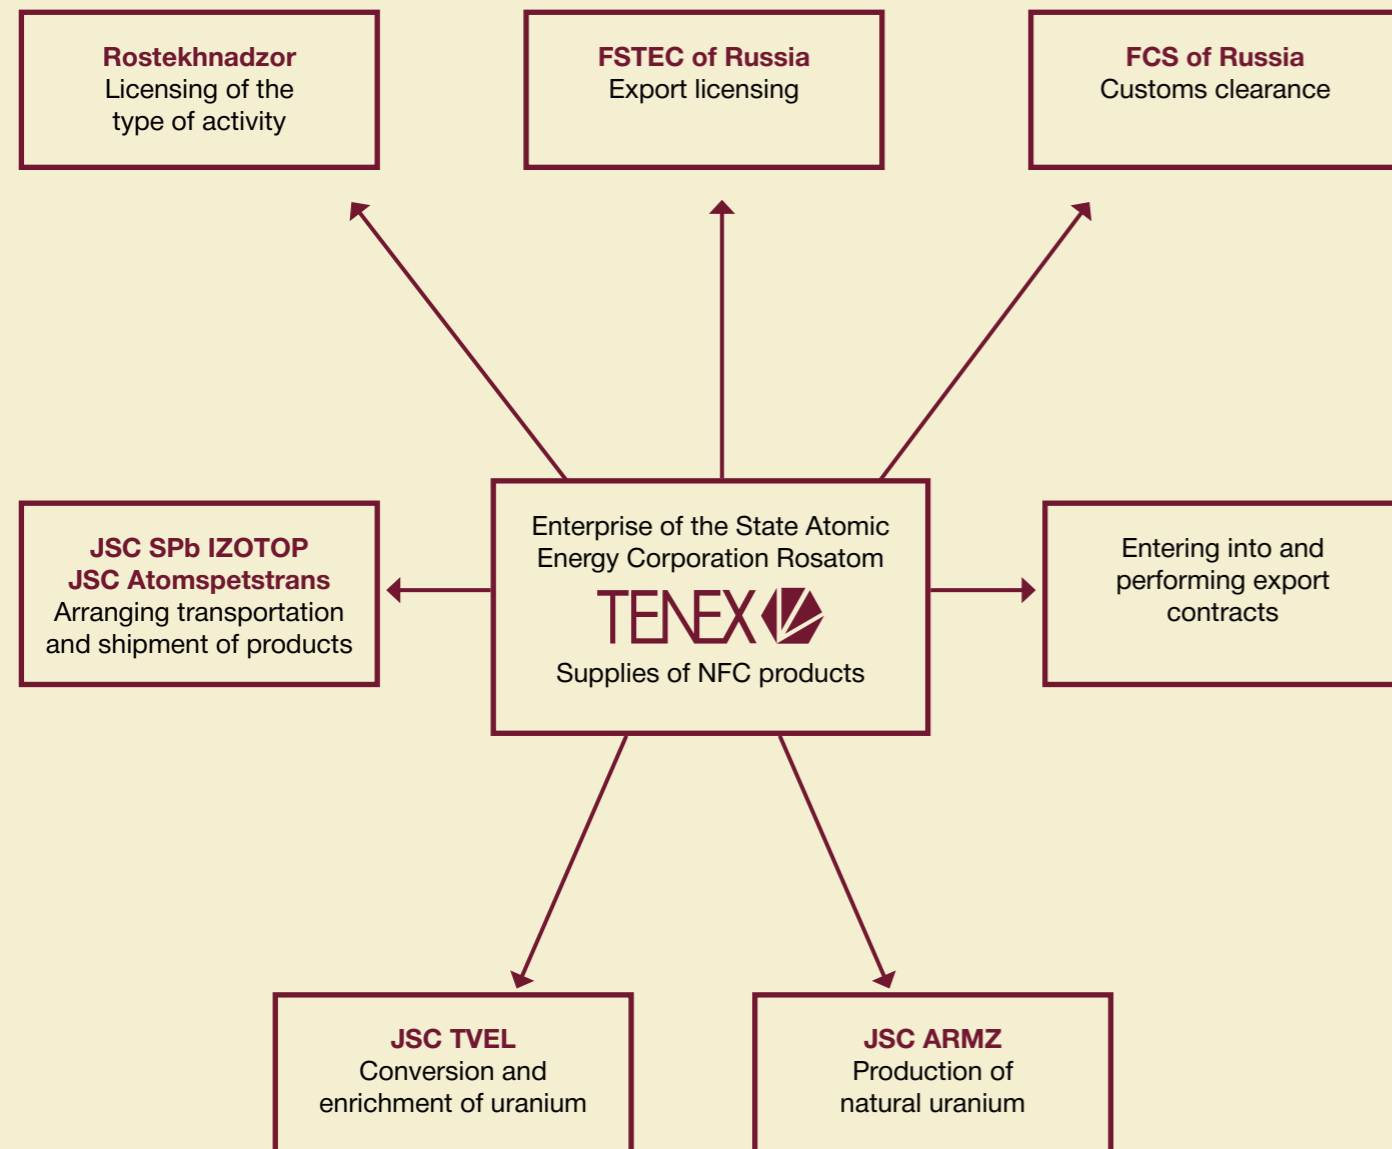 Rostekhnadzor
Licensing of the
type of activity
FSTEC of Russia
Export licensing
FCS of Russia
Customs clearance
JSC SPb IZOTOP
JSC Atomspetstrans
Arranging transportation
and shipment of products
Enterprise of the State Atomic
Energy Corporation Rosatom
TENEX
Supplies of NFC products
Entering into and
performing export
contracts
JSC TVEL
Conversion and
enrichment of uranium
JSC ARMZ
Production of
natural uranium